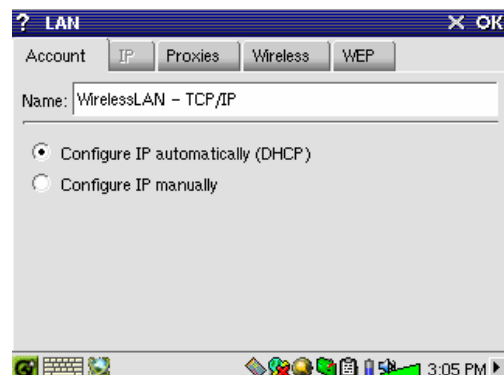 ? LAN OK
Account IP Proxies Wireless WEP
Name: WirelessLAN – TCP/IP
Configure IP automatically (DHCP)
Configure IP manually
3:05 PM